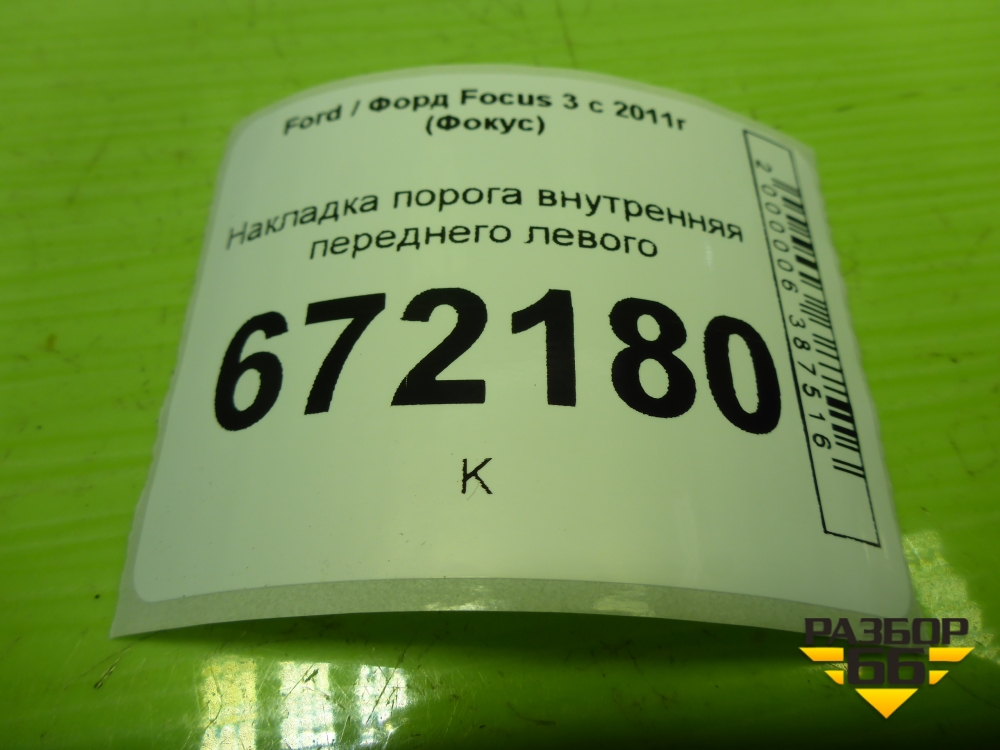 Ford / Форд Focus 3 с 2011г
(Фокус)
Накладка порога внутренняя
переднего левого
672180
К
2000006387516
РАЗБОР
66